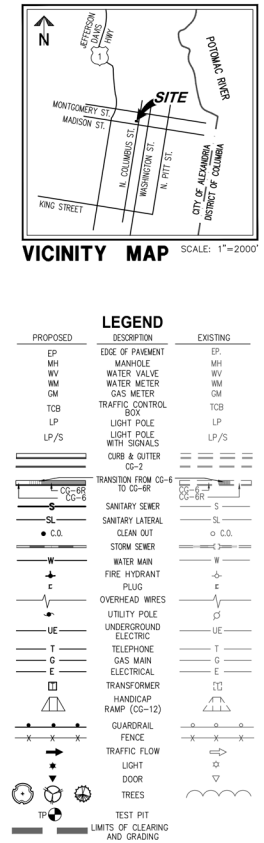 N
JEFFERSON
DAVIS
HWY
1
POTOMAC RIVER
SITE
MONTGOMERY ST.
MADISON ST.
N. COLUMBUS ST.
WASHINGTON ST.
N. PITT ST.
KING STREET
CITY OF ALEXANDRIA
DISTRICT OF COLUMBIA
VICINITY MAP SCALE: 1"=2000'
LEGEND
PROPOSED DESCRIPTION EXISTING
EP EDGE OF PAVEMENT EP.
MH MANHOLE MH
WV WATER VALVE WV
WM WATER METER WM
GM GAS METER GM
TCB TRAFFIC CONTROL BOX TCB
LP LIGHT POLE LP
LP/S LIGHT POLE WITH SIGNALS LP/S
CURB & GUTTER
CG-2
TRANSITION FROM CG-6 TO CG-6R
CG-6R CG-6 CG-6 CG-6R
S SANITARY SEWER S
SL SANITARY LATERAL SL
C.O. CLEAN OUT C.O.
STORM SEWER
W WATER MAIN W
FIRE HYDRANT
PLUG
OVERHEAD WIRES
UTILITY POLE
UE UNDERGROUND ELECTRIC UE
T TELEPHONE T
G GAS MAIN G
E ELECTRICAL E
T TRANSFORMER T
HANDICAP RAMP (CG-12)
GUARDRAIL
X X X FENCE X X X
TRAFFIC FLOW
LIGHT
DOOR
TREES
TP TEST PIT
LIMITS OF CLEARING AND GRADING